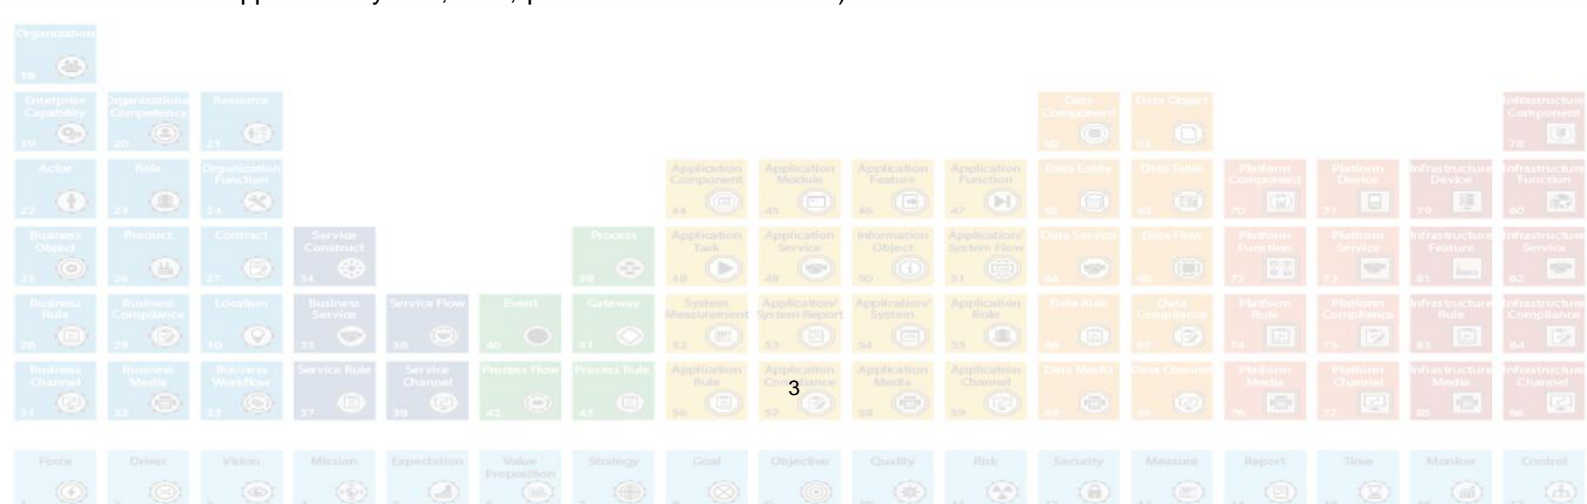 Organization
18
Enterprise Capability
Organizational Competency
Resource
Data Component
Data Object
Infrastructure Component
19
20
21
60
61
78
Actor
Role
Organization Function
Application Component
Application Module
Application Feature
Application Function
Data Entity
Data Table
Platform Component
Platform Device
Infrastructure Device
Infrastructure Function
22
23
24
44
45
46
47
62
63
70
71
79
80
Business Object
Product
Contract
Service Construct
Process
Application Task
Application Service
Information Object
Application/ System Flow
Data Service
Data Flow
Platform Function
Platform Service
Infrastructure Feature
Infrastructure Service
25
26
27
34
39
48
49
50
51
64
65
72
73
81
82
Business Rule
Business Compliance
Location
Business Service
Service Flow
Event
Gateway
System Measurement
Application/ System Report
Application/ System
Application Role
Data Rule
Data Compliance
Platform Rule
Platform Compliance
Infrastructure Rule
Infrastructure Compliance
28
29
30
35
36
40
41
52
53
54
55
66
67
74
75
83
84
Business Channel
Business Media
Business Workflow
Service Rule
Service Channel
Process Flow
Process Rule
Application Rule
Application Compliance
Application Media
Application Channel
Data Media
Data Channel
Platform Media
Platform Channel
Infrastructure Media
Infrastructure Channel
3
31
32
33
37
38
42
43
56
57
58
59
68
69
76
77
85
86
Force
Driver
Vision
Mission
Expectation
Value Proposition
Strategy
Goal
Objective
Quality
Risk
Security
Measure
Report
Time
Monitor
Control